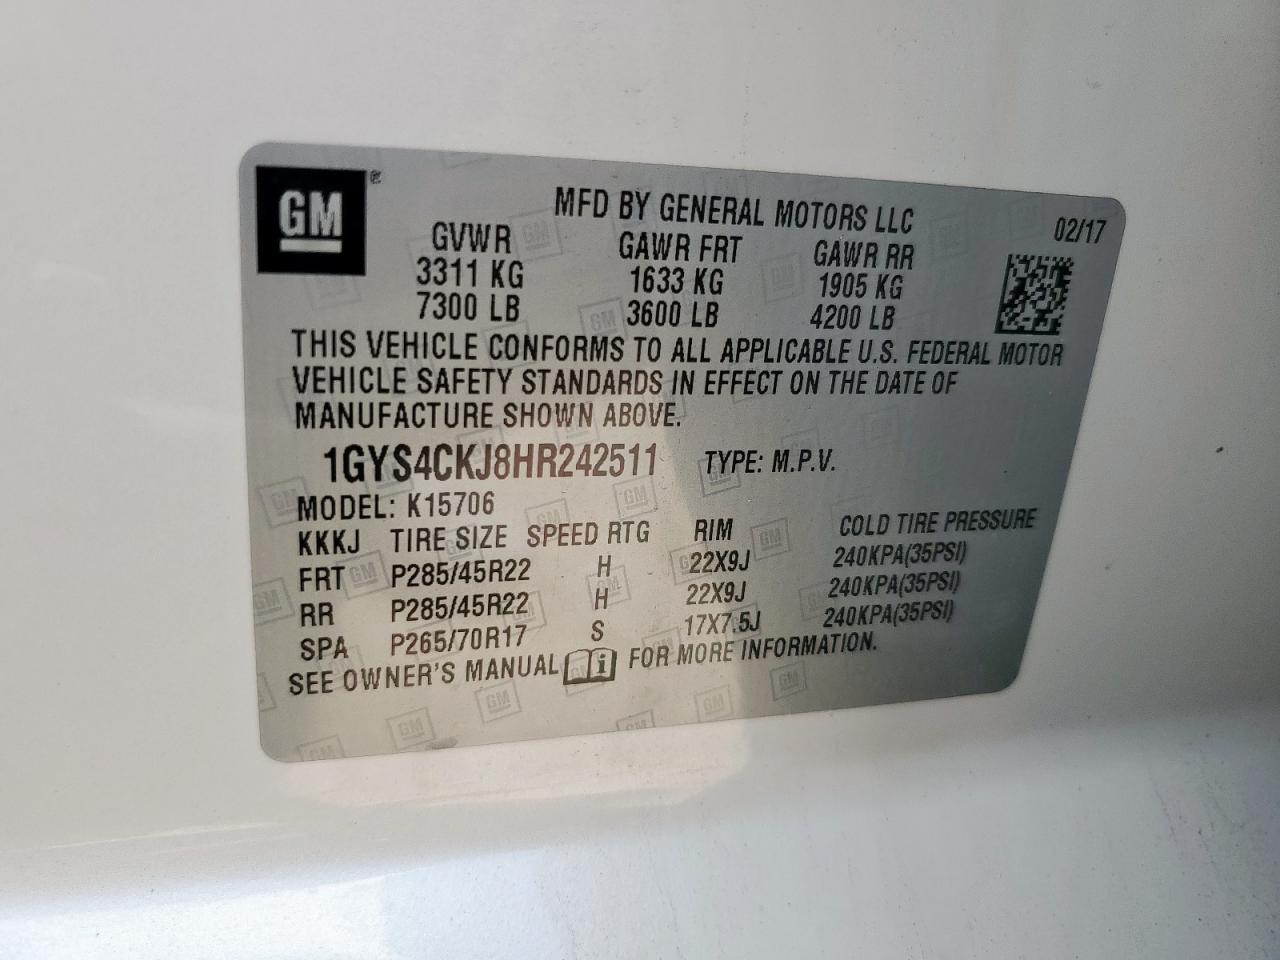 GM ®
MFD BY GENERAL MOTORS LLC 02/17
GVWR GAWR FRT GAWR RR
3311 KG 1633 KG 1905 KG
7300 LB 3600 LB 4200 LB
THIS VEHICLE CONFORMS TO ALL APPLICABLE U.S. FEDERAL MOTOR
VEHICLE SAFETY STANDARDS IN EFFECT ON THE DATE OF
MANUFACTURE SHOWN ABOVE.
1GYS4CKJ8HR242511 TYPE: M.P.V.
MODEL: K15706
KKKJ TIRE SIZE SPEED RTG RIM COLD TIRE PRESSURE
FRT P285/45R22 H 22X9J 240KPA(35PSI)
RR P285/45R22 H 22X9J 240KPA(35PSI)
SPA P265/70R17 S 17X7.5J 240KPA(35PSI)
SEE OWNER'S MANUAL i FOR MORE INFORMATION.